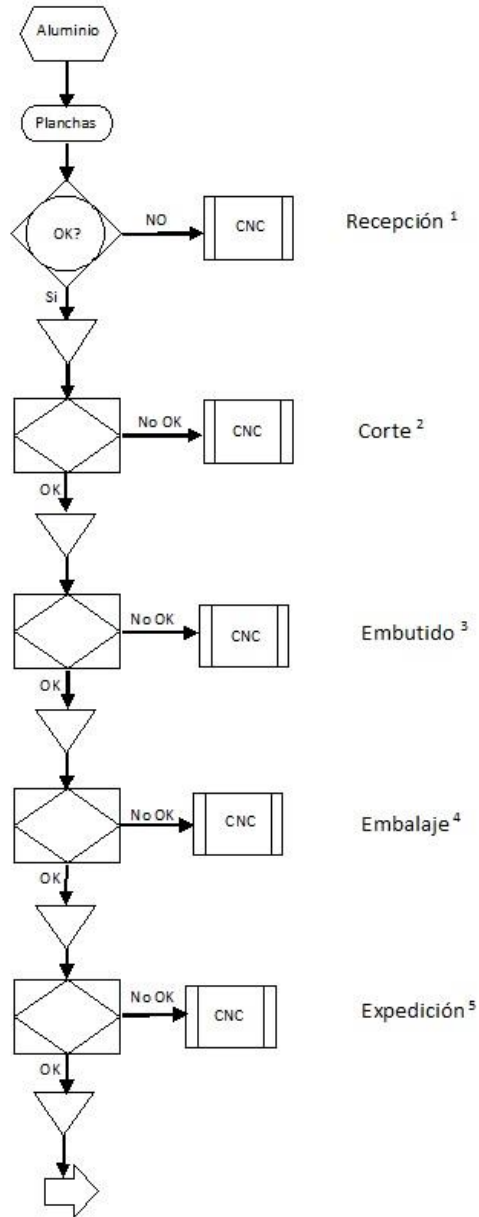 Aluminio
Planchas
OK?
NO
CNC
Recepción ¹
Si
No OK
CNC
Corte ²
OK
No OK
CNC
Embutido ³
OK
No OK
CNC
Embalaje ⁴
OK
No OK
CNC
Expedición ⁵
OK